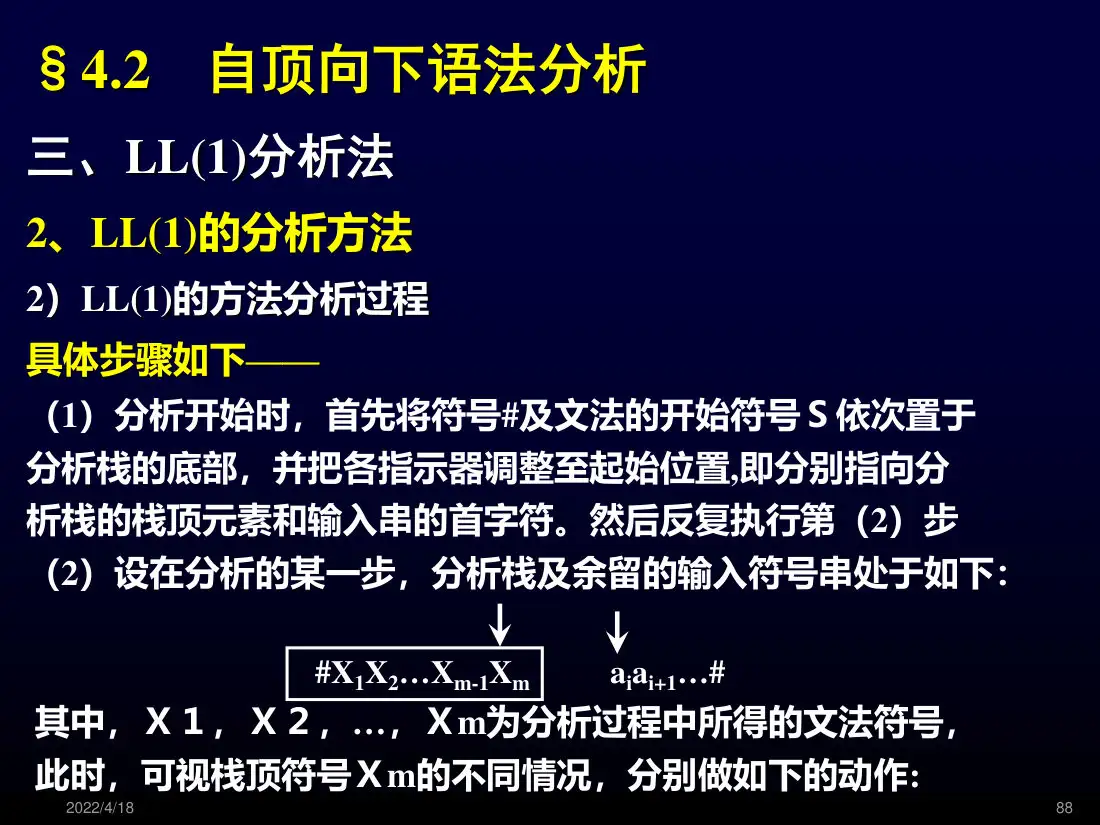 §4.2 自顶向下语法分析
三、LL(1)分析法
2、LL(1)的分析方法
2）LL(1)的方法分析过程
具体步骤如下——
（1）分析开始时，首先将符号#及文法的开始符号S依次置于
分析栈的底部，并把各指示器调整至起始位置,即分别指向分
析栈的栈顶元素和输入串的首字符。然后反复执行第（2）步
（2）设在分析的某一步，分析栈及余留的输入符号串处于如下：
#X₁X₂…Xₘ₋₁Xₘ aᵢaᵢ₊₁…#
其中，Ｘ１，Ｘ２，…，Ｘm为分析过程中所得的文法符号，
此时，可视栈顶符号Ｘm的不同情况，分别做如下的动作:
2022/4/18 88